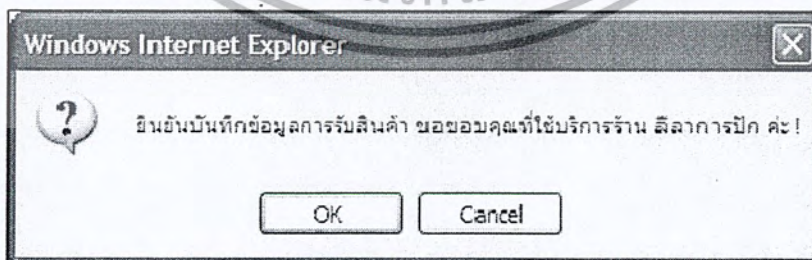 Windows Internet Explorer
ยืนยันบันทึกข้อมูลการรับสินค้า ขอขอบคุณที่ใช้บริการร้าน ลีลาการปัก ค่ะ!
OK
Cancel